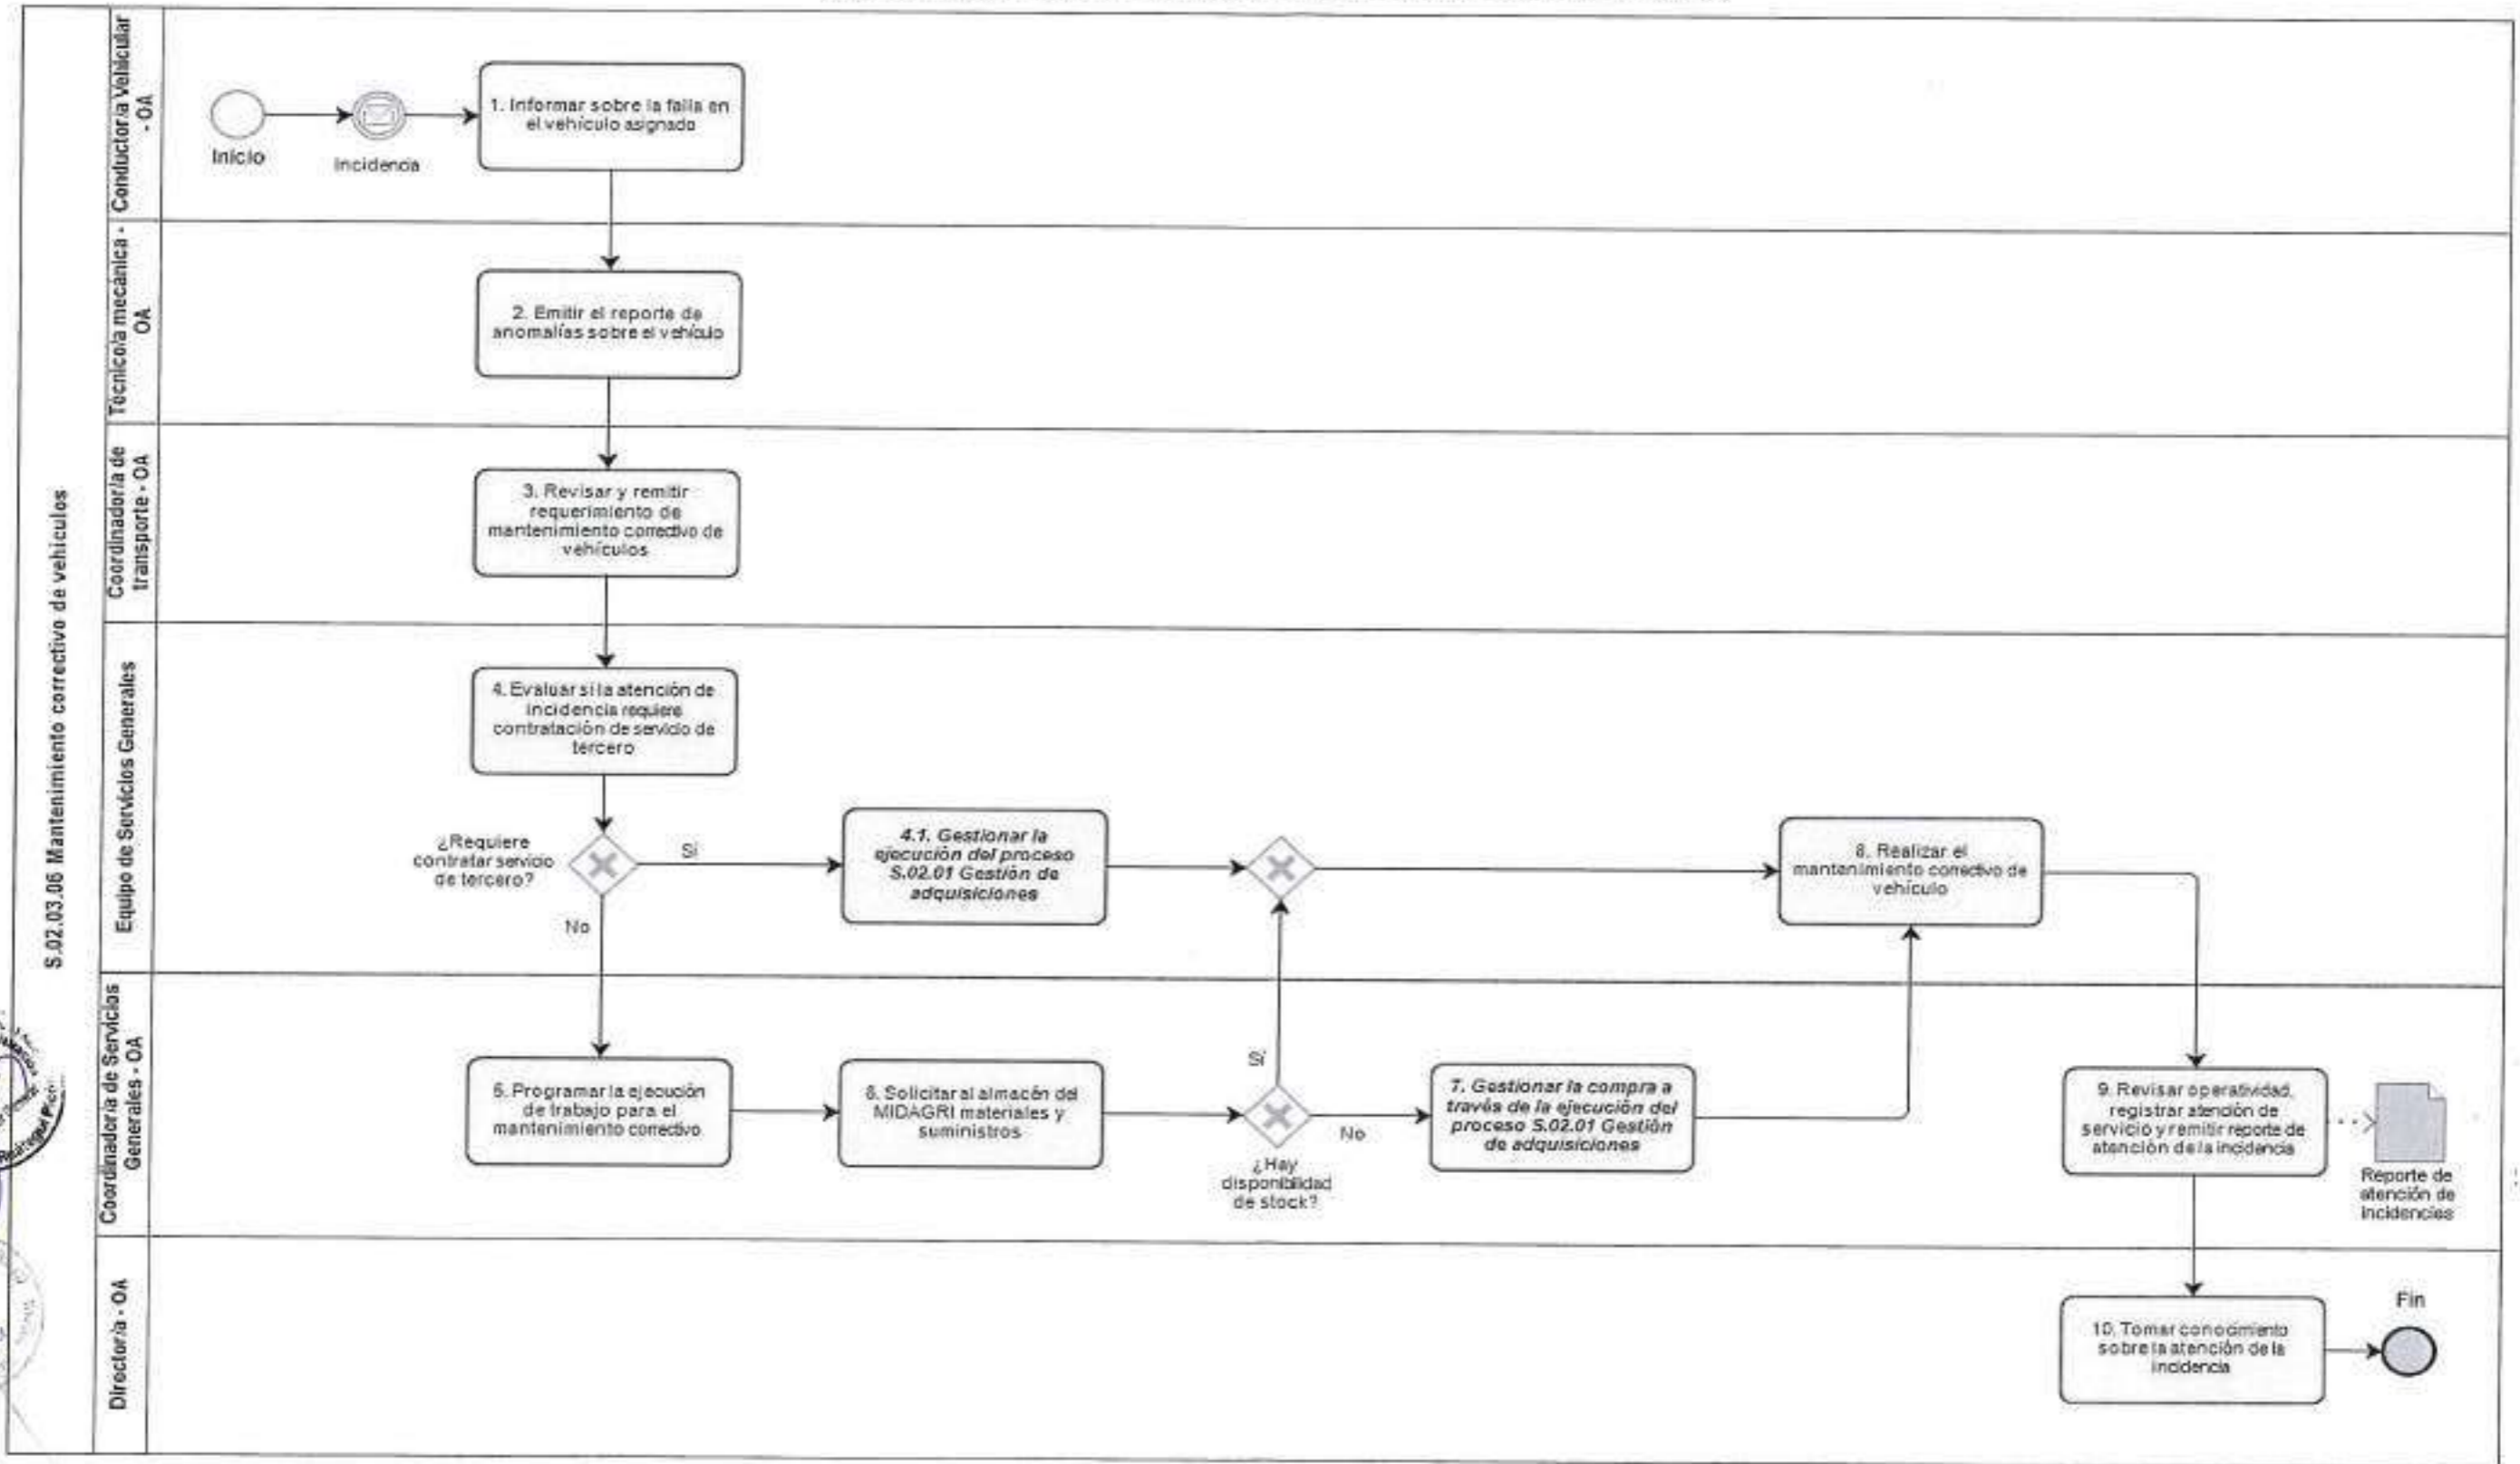 S.02.03.06 Mantenimiento correctivo de vehiculos
Conductor/a Vehicular
- OA
Inicio
Incidencia
1. Informar sobre la falla en
el vehículo asignado
Técnico/a mecánica -
OA
2. Emitir el reporte de
anomalías sobre el vehículo
Coordinador/a de
transporte - OA
3. Revisar y remitir
requerimiento de
mantenimiento correctivo de
vehículos
Equipo de Servicios Generales
4. Evaluar si la atención de
incidencia requiere
contratación de servicio de
tercero
¿Requiere
contratar servicio
de tercero?
Sí
No
4.1. Gestionar la
ejecución del proceso
S.02.01 Gestión de
adquisiciones
8. Realizar el
mantenimiento correctivo de
vehículo
Coordinador/a de Servicios
Generales - OA
5. Programar la ejecución
de trabajo para el
mantenimiento correctivo
6. Solicitar al almacén del
MIDAGRI materiales y
suministros
Sí
No
¿Hay
disponibilidad
de stock?
7. Gestionar la compra a
través de la ejecución del
proceso S.02.01 Gestión
de adquisiciones
9. Revisar operatividad,
registrar atención de
servicio y remitir reporte de
atención de la incidencia
Reporte de
atención de
incidencies
Director/a - OA
10. Tomar conocimiento
sobre la atención de la
incidencia
Fin